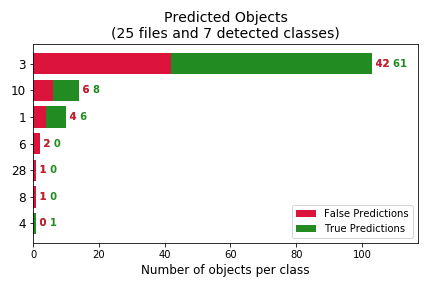 Predicted Objects
(25 files and 7 detected classes)
3 42 61
10 6 8
1 4 6
6 2 0
28 1 0
8 1 0
4 0 1
False Predictions
True Predictions
0 20 40 60 80 100
Number of objects per class